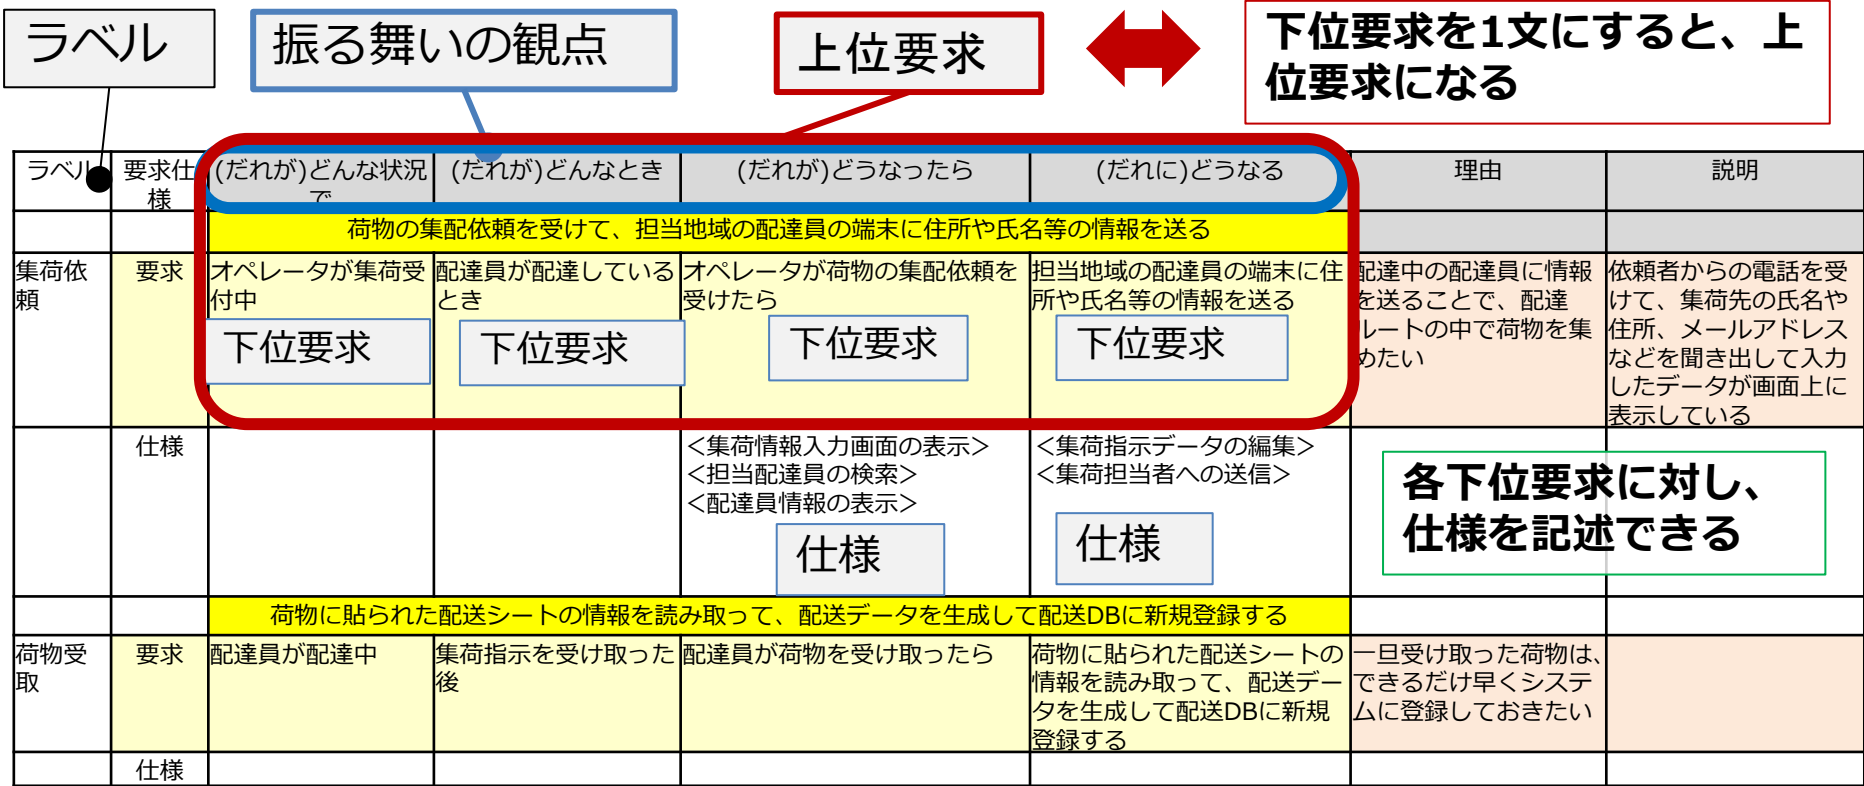 ラベル
振る舞いの観点
上位要求
下位要求を1文にすると、上
位要求になる
ラベル
要求仕
様
(だれが)どんな状況
で
(だれが)どんなとき
(だれが)どうなったら
(だれに)どうなる
理由
説明
荷物の集配依頼を受けて、担当地域の配達員の端末に住所や氏名等の情報を送る
集荷依
頼
要求
オペレータが集荷受
付中
下位要求
配達員が配達している
とき
下位要求
オペレータが荷物の集配依頼を
受けたら
下位要求
担当地域の配達員の端末に住
所や氏名等の情報を送る
下位要求
配達中の配達員に情報
を送ることで、配達
ルートの中で荷物を集
めたい
依頼者からの電話を受
けて、集荷先の氏名や
住所、メールアドレス
などを聞き出して入力
したデータが画面上に
表示している
仕様
<集荷情報入力画面の表示>
<担当配達員の検索>
<配達員情報の表示>
仕様
<集荷指示データの編集>
<集荷担当者への送信>
仕様
各下位要求に対し、
仕様を記述できる
荷物に貼られた配送シートの情報を読み取って、配送データを生成して配送DBに新規登録する
荷物受
取
要求
配達員が配達中
集荷指示を受け取った
後
配達員が荷物を受け取ったら
荷物に貼られた配送シートの
情報を読み取って、配送デー
タを生成して配送DBに新規
登録する
一旦受け取った荷物は、
できるだけ早くシステ
ムに登録しておきたい
仕様